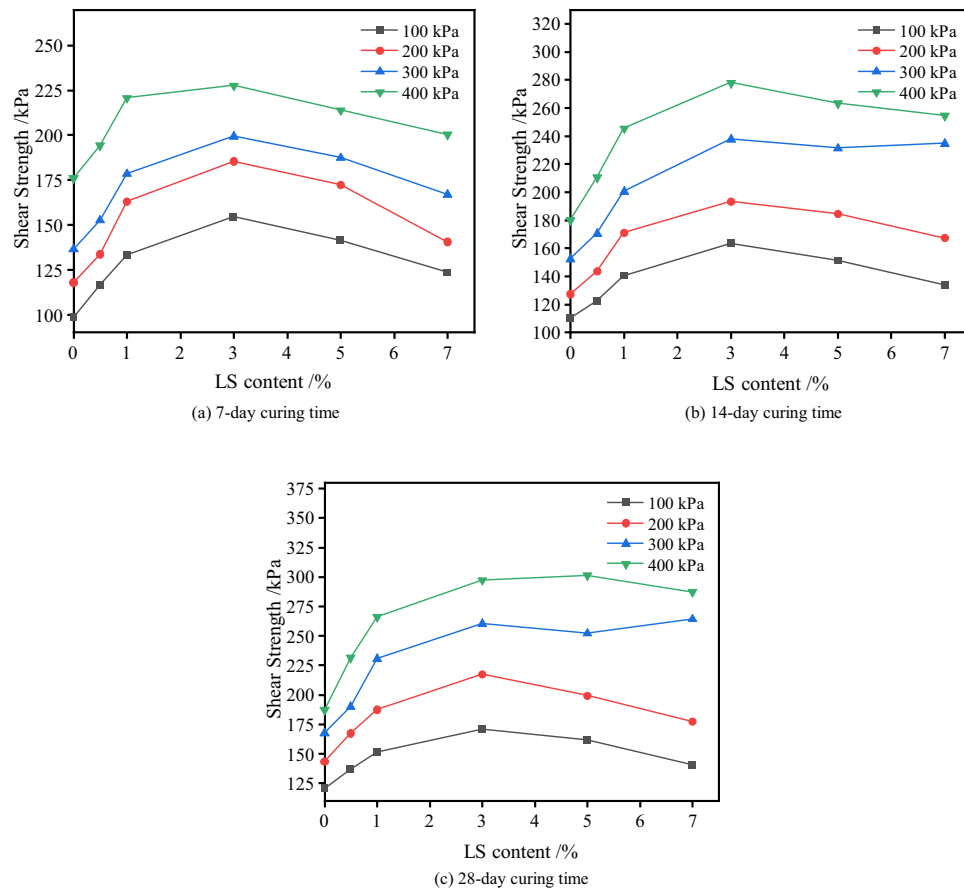 250
225
200
175
150
125
100
Shear Strength /kPa
100 kPa
200 kPa
300 kPa
400 kPa
0 1 2 3 4 5 6 7
LS content /%
(a) 7-day curing time
320
300
280
260
240
220
200
180
160
140
120
100
Shear Strength /kPa
100 kPa
200 kPa
300 kPa
400 kPa
0 1 2 3 4 5 6 7
LS content /%
(b) 14-day curing time
375
350
325
300
275
250
225
200
175
150
125
Shear Strength /kPa
100 kPa
200 kPa
300 kPa
400 kPa
0 1 2 3 4 5 6 7
LS content /%
(c) 28-day curing time